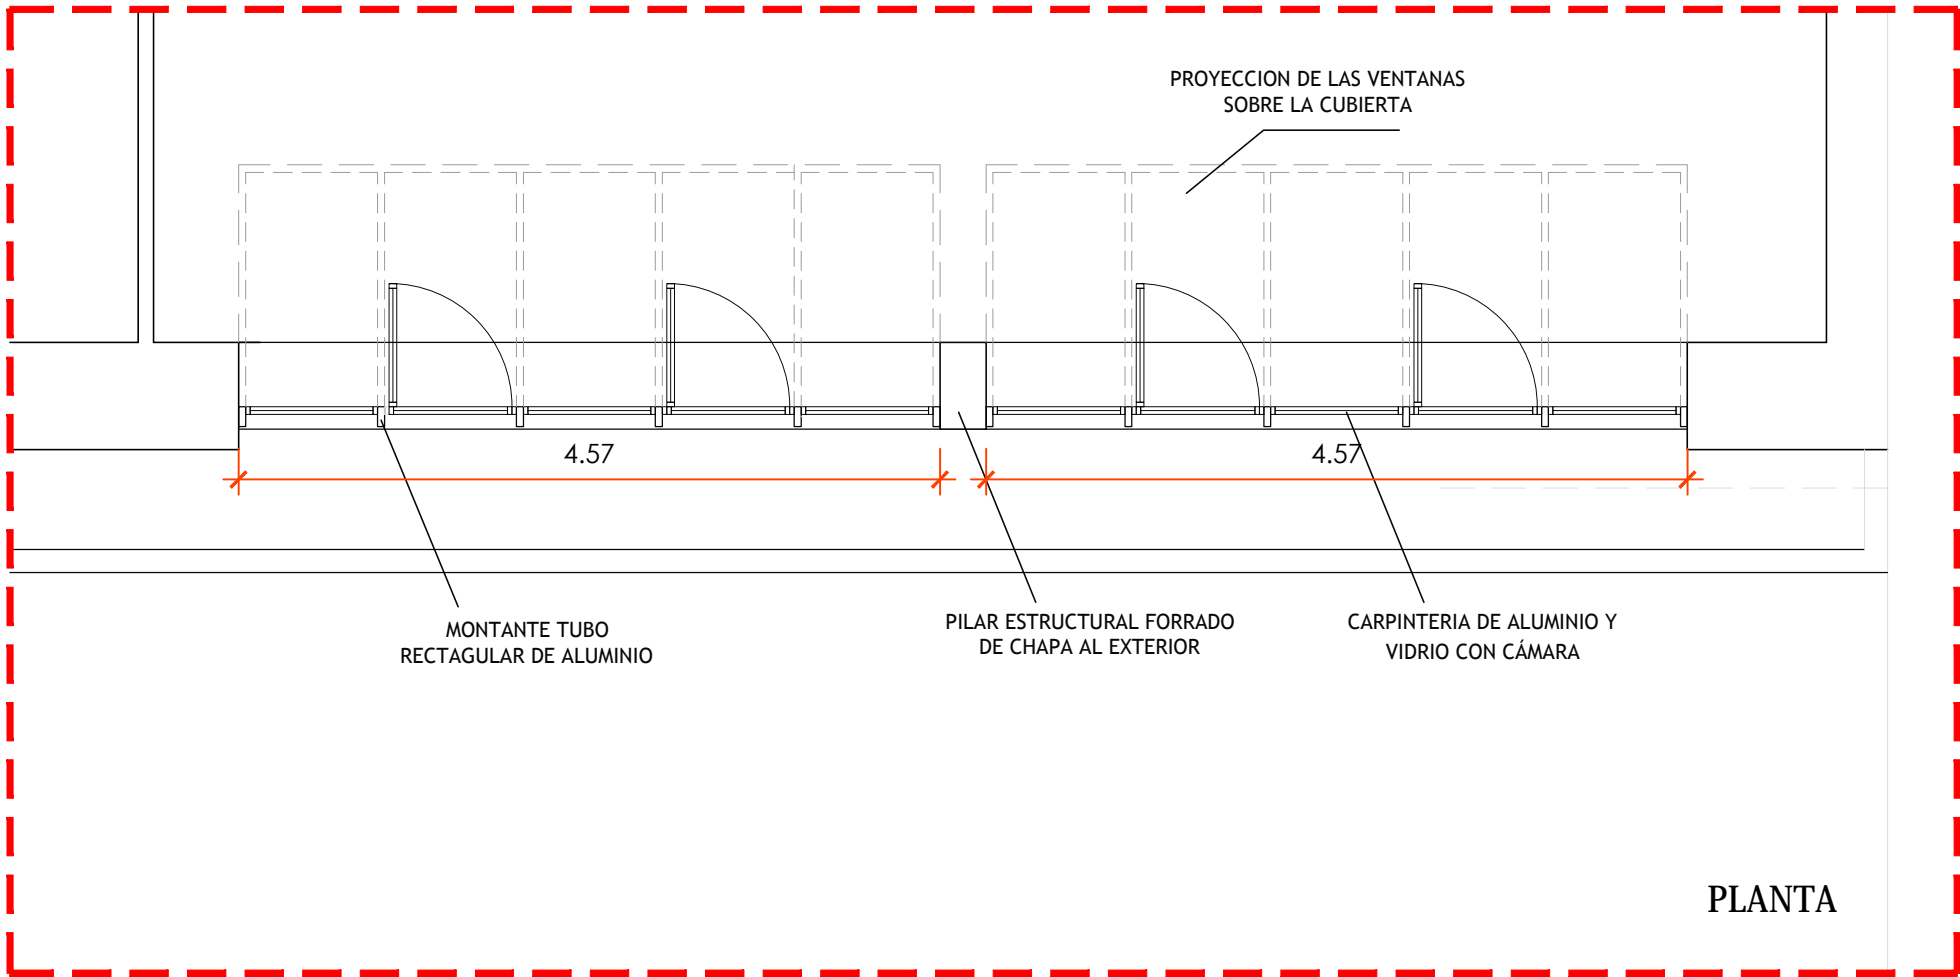 PROYECCION DE LAS VENTANAS
SOBRE LA CUBIERTA
4.57
4.57
MONTANTE TUBO
RECTAGULAR DE ALUMINIO
PILAR ESTRUCTURAL FORRADO
DE CHAPA AL EXTERIOR
CARPINTERIA DE ALUMINIO Y
VIDRIO CON CÁMARA
PLANTA